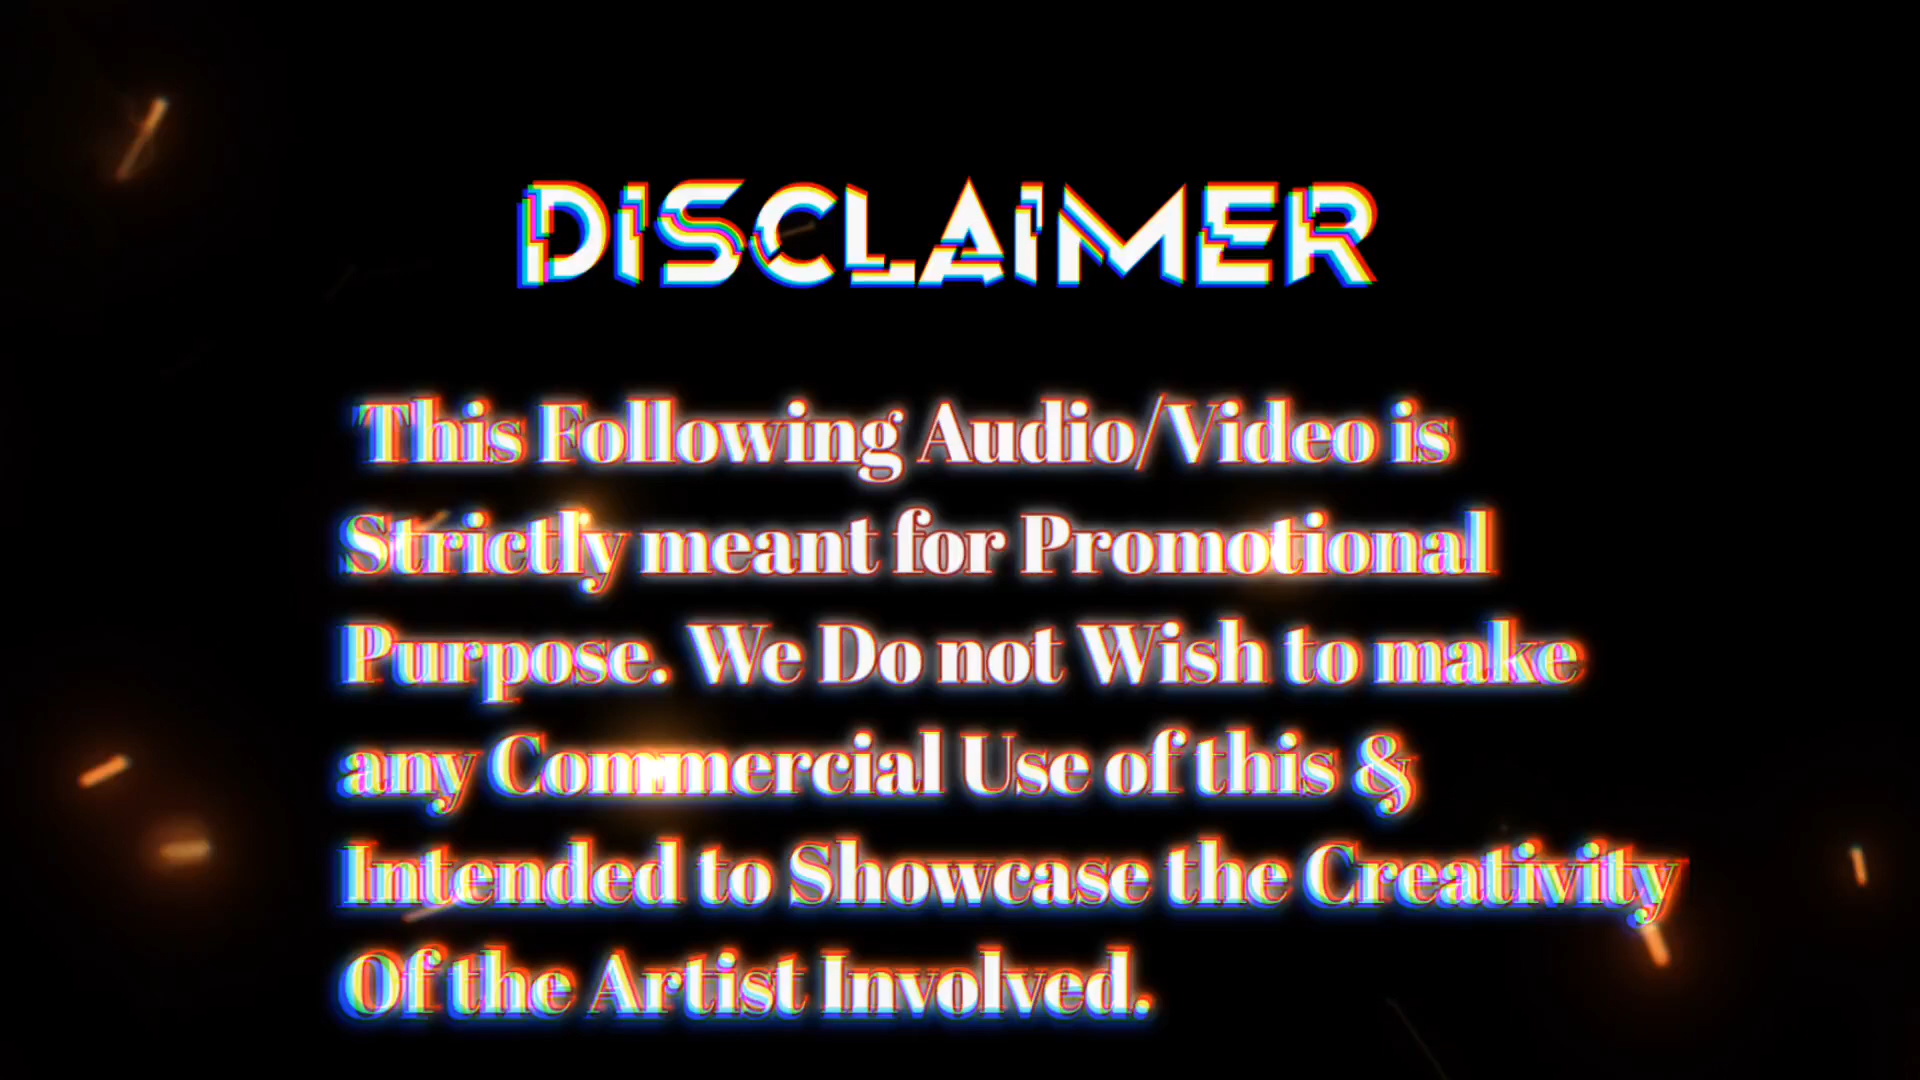 DISCLAIMER
This Following Audio/Video is
Strictly meant for Promotional
Purpose. We Do not Wish to make
any Commercial Use of this &
Intended to Showcase the Creativity
Of the Artist Involved.